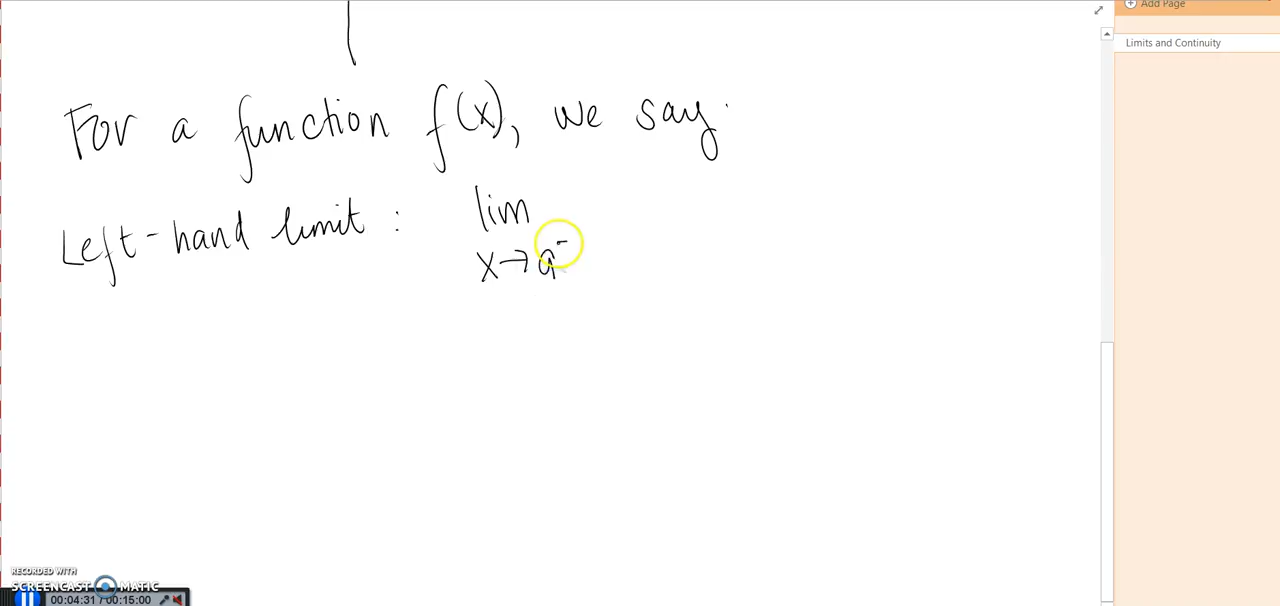 Add Page
Limits and Continuity
For a function f(x), we say
Left-hand limit : lim
x→a⁻
RECORDED WITH
SCREENCAST MATIC
00:04:31 / 00:15:00